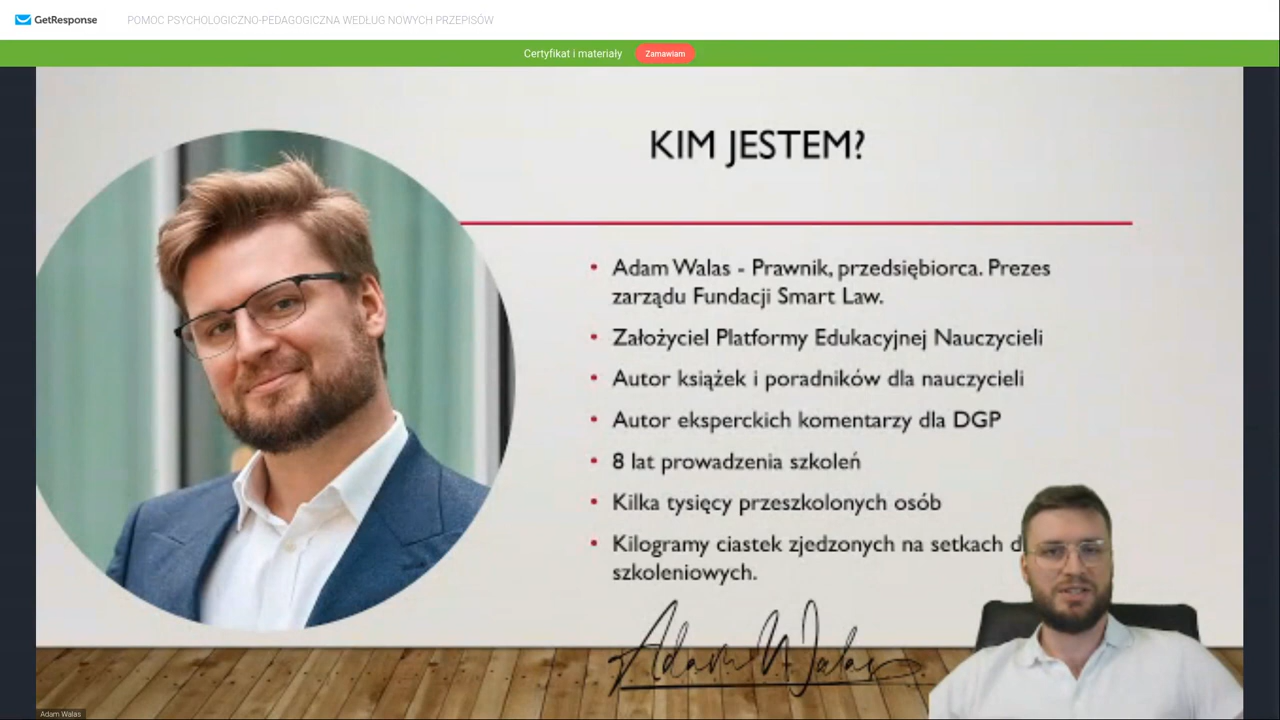 GetResponse
POMOC PSYCHOLOGICZNO-PEDAGOGICZNA WEDŁUG NOWYCH PRZEPISÓW
Certyfikat i materiały
Zamawiam
KIM JESTEM?
• Adam Walas - Prawnik, przedsiębiorca. Prezes
zarządu Fundacji Smart Law.
• Założyciel Platformy Edukacyjnej Nauczycieli
• Autor książek i poradników dla nauczycieli
• Autor eksperckich komentarzy dla DGP
• 8 lat prowadzenia szkoleń
• Kilka tysięcy przeszkolonych osób
• Kilogramy ciastek zjedzonych na setkach
szkoleniowych.
Adam Walas
Adam Walas